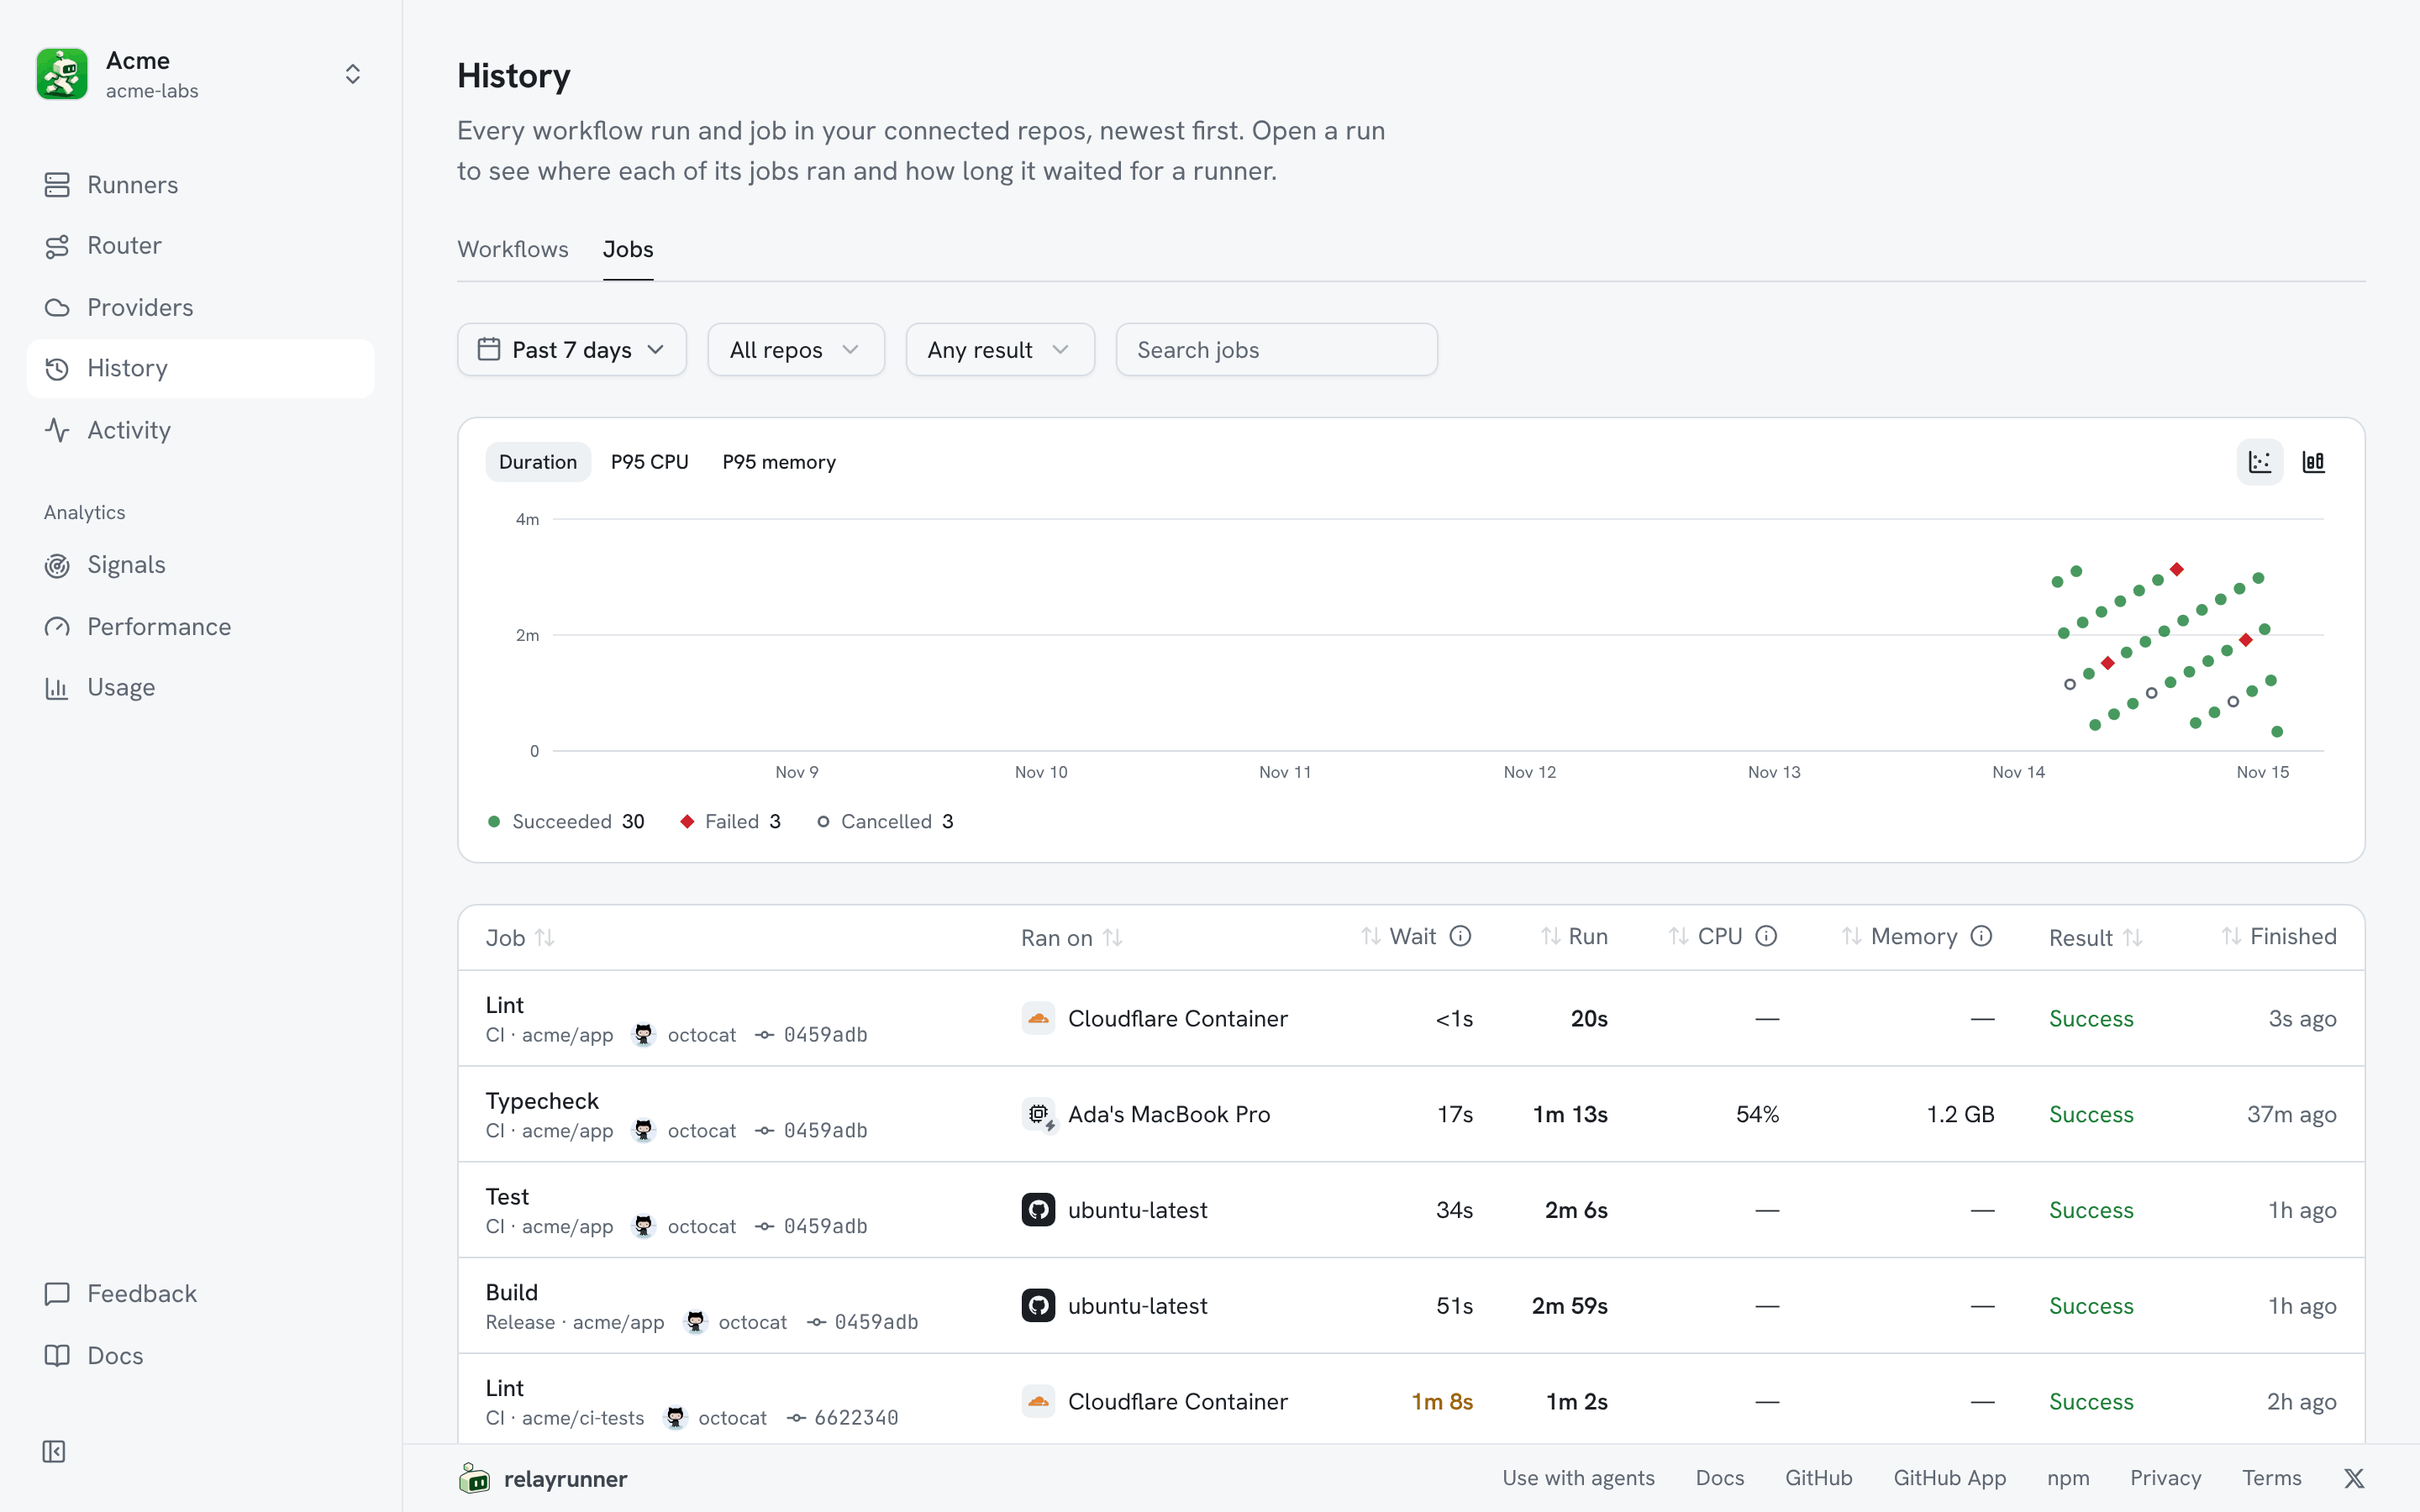 Acme
acme-labs
Runners
Router
Providers
History
Activity
Analytics
Signals
Performance
Usage
Feedback
Docs
History
Every workflow run and job in your connected repos, newest first. Open a run
to see where each of its jobs ran and how long it waited for a runner.
Workflows Jobs
Past 7 days All repos Any result Search jobs
Duration P95 CPU P95 memory
4m
2m
0
Nov 9 Nov 10 Nov 11 Nov 12 Nov 13 Nov 14 Nov 15
Succeeded 30 Failed 3 Cancelled 3
Job Ran on Wait Run CPU Memory Result Finished
Lint
CI · acme/app octocat 0459adb
Cloudflare Container <1s 20s — — Success 3s ago
Typecheck
CI · acme/app octocat 0459adb
Ada's MacBook Pro 17s 1m 13s 54% 1.2 GB Success 37m ago
Test
CI · acme/app octocat 0459adb
ubuntu-latest 34s 2m 6s — — Success 1h ago
Build
Release · acme/app octocat 0459adb
ubuntu-latest 51s 2m 59s — — Success 1h ago
Lint
CI · acme/ci-tests octocat 6622340
Cloudflare Container 1m 8s 1m 2s — — Success 2h ago
relayrunner
Use with agents Docs GitHub GitHub App npm Privacy Terms X